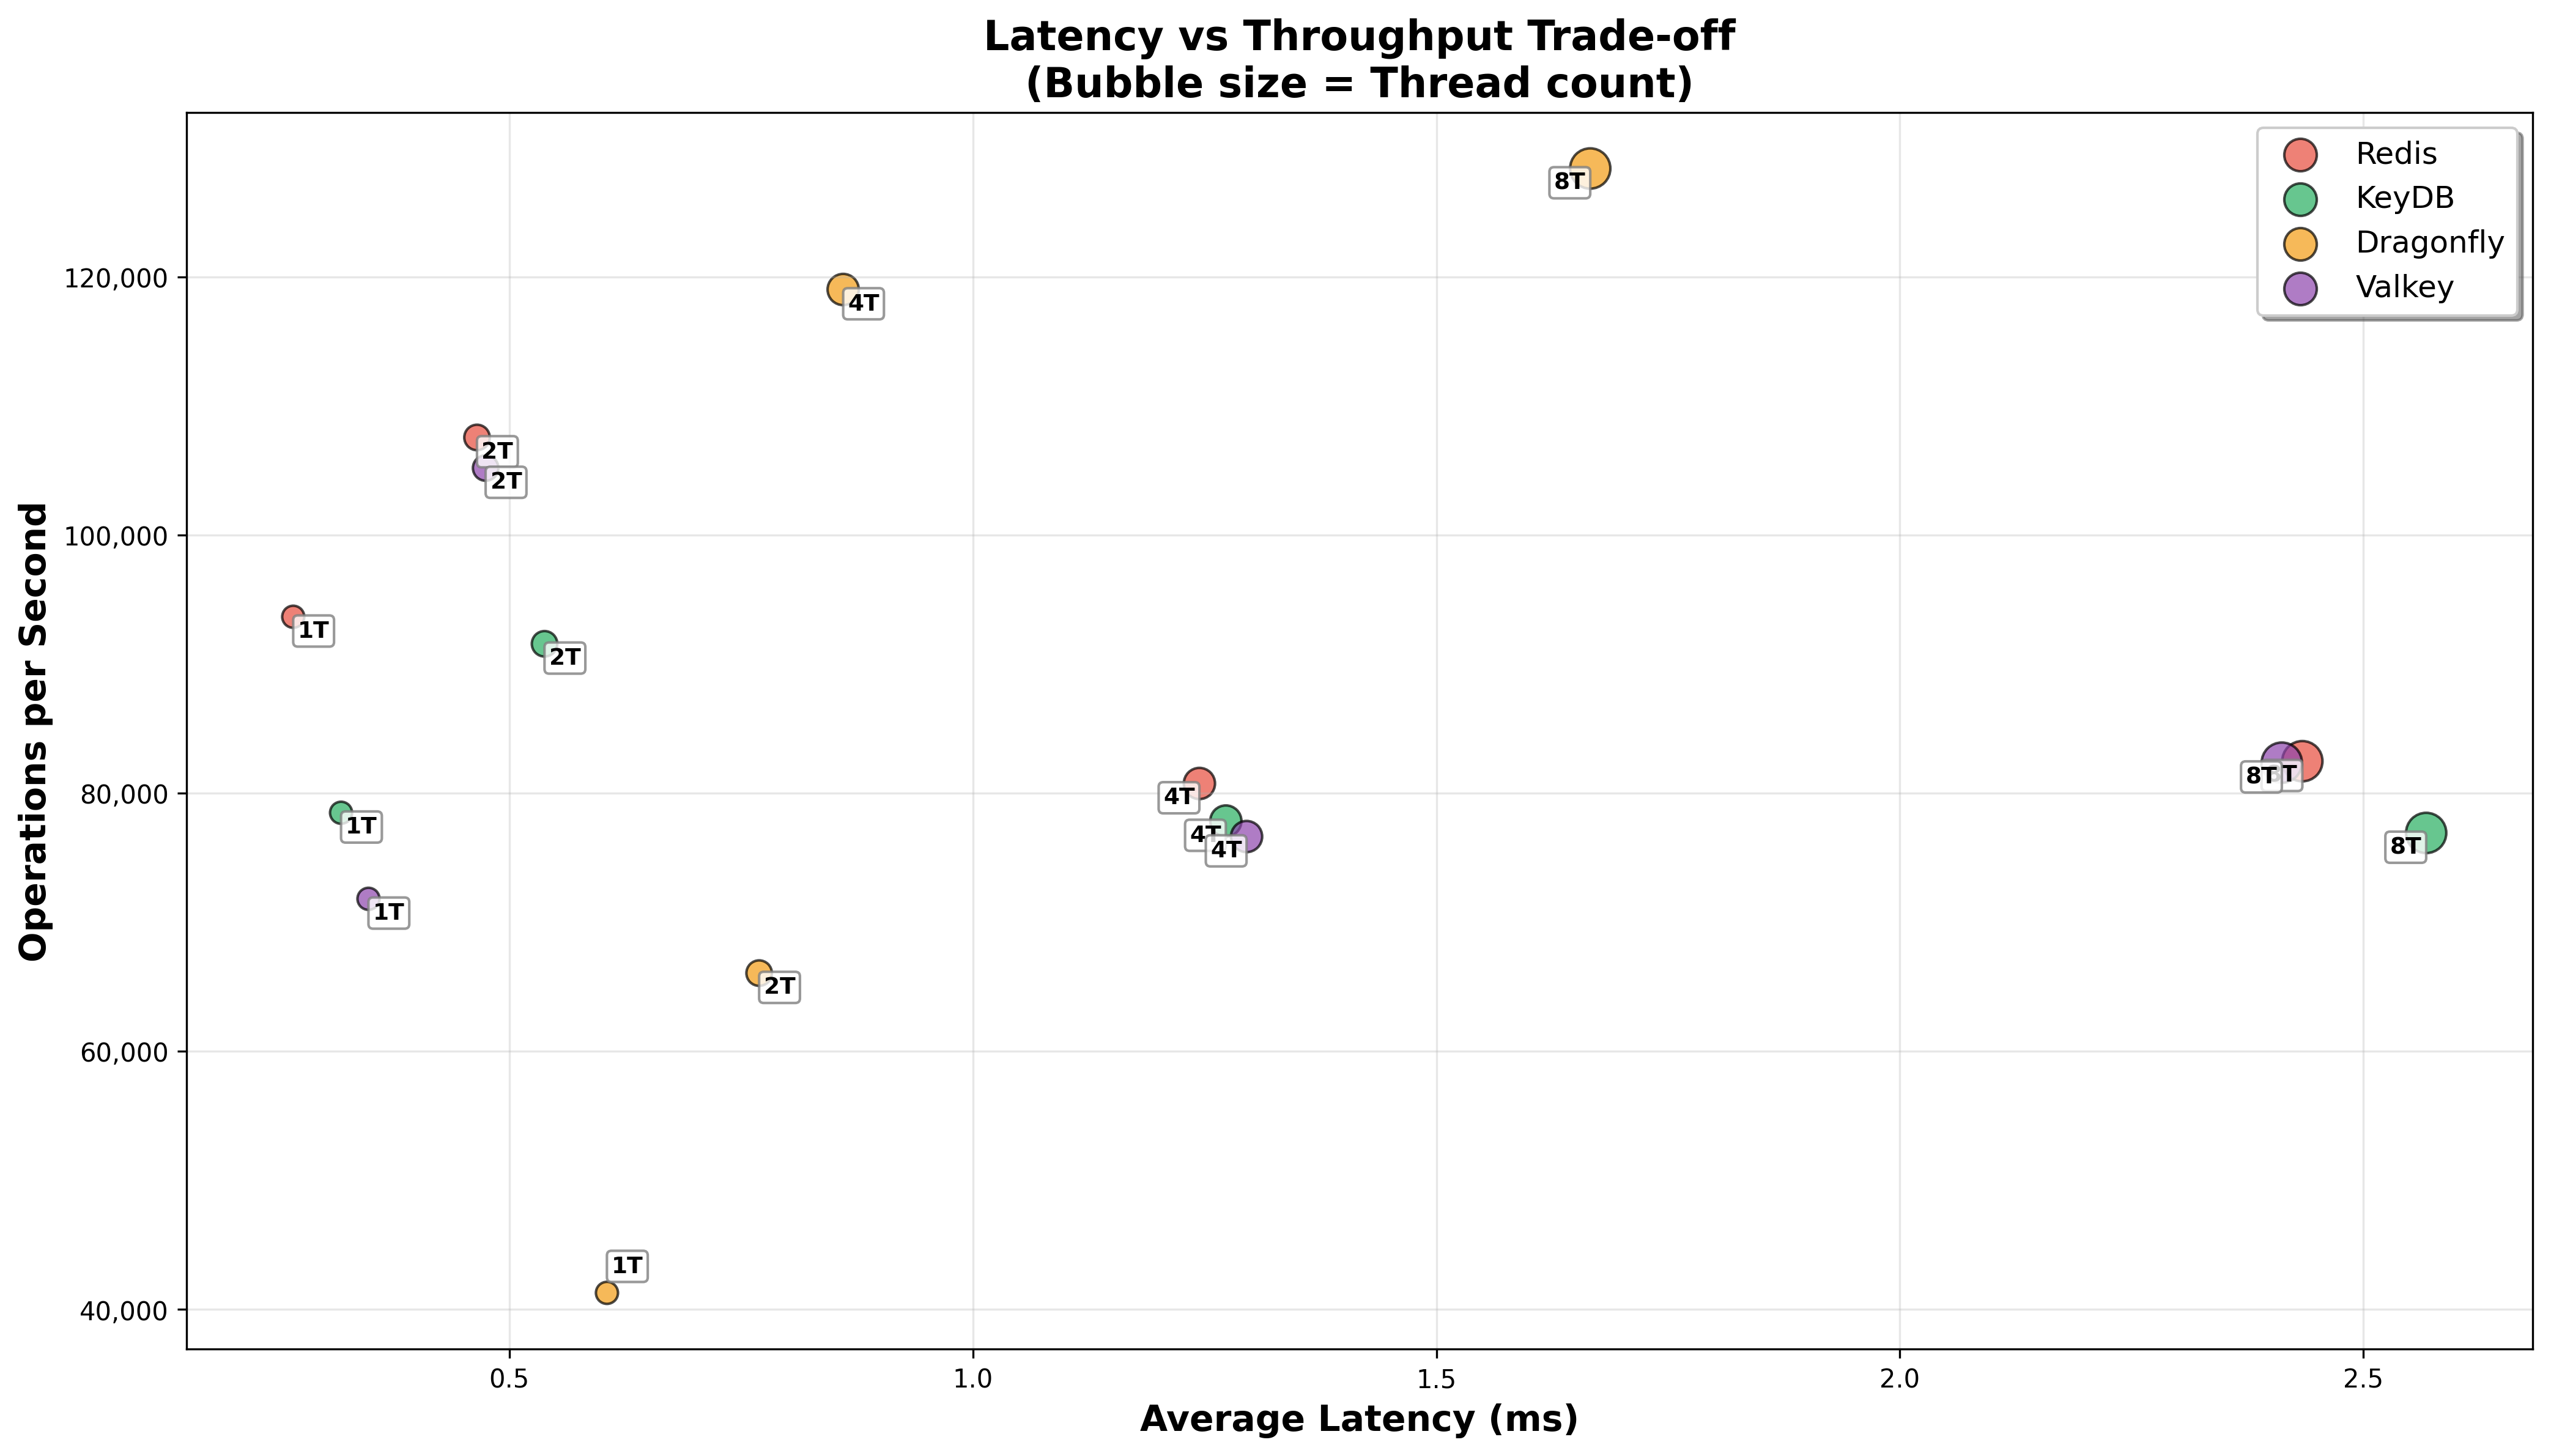 Latency vs Throughput Trade-off
(Bubble size = Thread count)
Redis
KeyDB
Dragonfly
Valkey
Operations per Second
120,000
100,000
80,000
60,000
40,000
8T
4T
2T
2T
1T
2T
1T
1T
2T
1T
4T
4T
4T
8T
T
8T
0.5
1.0
1.5
2.0
2.5
Average Latency (ms)